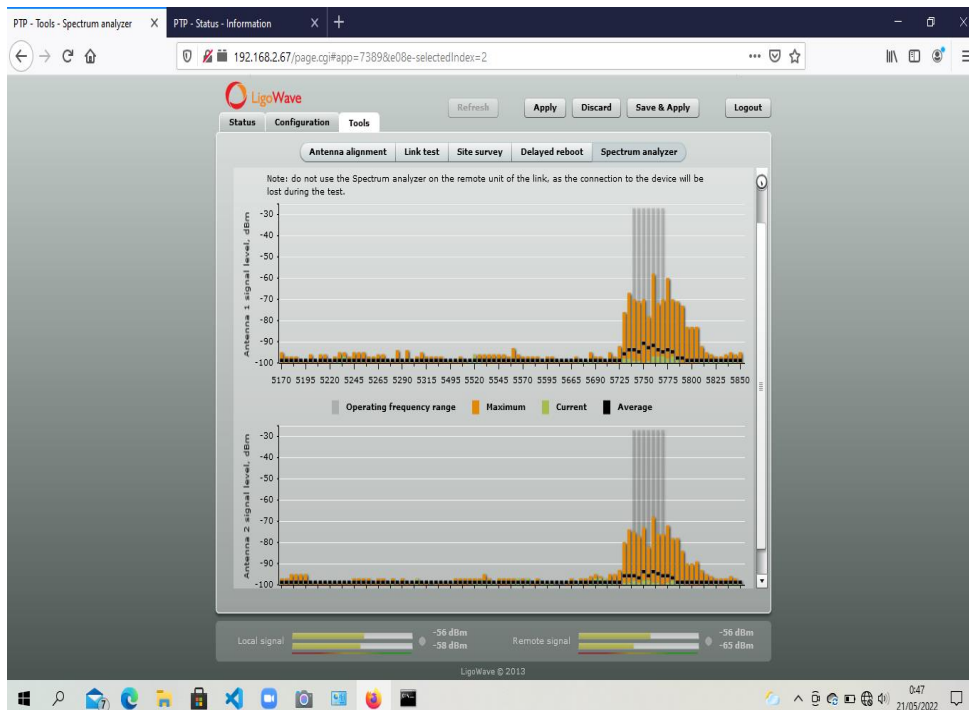 PTP - Tools - Spectrum analyzer X PTP - Status - Information X +
192.168.2.67/page.cgi#app=7389&e08e-selectedIndex=2
LigoWave
Refresh Apply Discard Save & Apply Logout
Status Configuration Tools
Antenna alignment Link test Site survey Delayed reboot Spectrum analyzer
Note: do not use the Spectrum analyzer on the remote unit of the link, as the connection to the device will be
lost during the test.
Antenna 1 signal level, dBm
-30
-40
-50
-60
-70
-80
-90
-100
5170 5195 5220 5245 5265 5290 5315 5495 5520 5545 5570 5595 5665 5690 5725 5750 5775 5800 5825 5850
Operating frequency range Maximum Current Average
Antenna 2 signal level, dBm
-30
-40
-50
-60
-70
-80
-90
-100
Local signal -56 dBm Remote signal -56 dBm
-58 dBm -65 dBm
LigoWave © 2013
0:47
21/05/2022